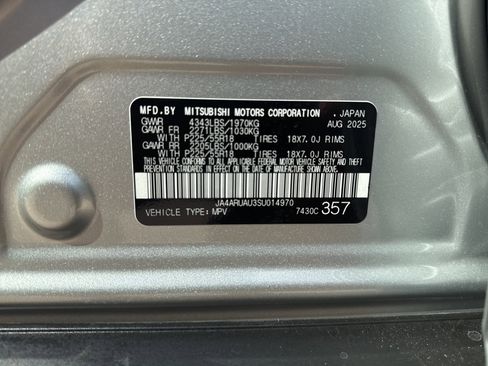 MFD.BY MITSUBISHI MOTORS CORPORATION , JAPAN
GVWR 4343LBS/1970KG AUG 2025
GAWR FR 2271LBS/1030KG
WITH P225/55R18 TIRES, 18X7.0J RIMS
GAWR RR 2205LBS/1000KG
WITH P225/55R18 TIRES, 18X7.0J RIMS
THIS VEHICLE CONFORMS TO ALL APPLICABLE FEDERAL MOTOR VEHICLE SAFETY AND
THEFT PREVENTION STANDARDS IN EFFECT ON THE DATE OF MANUFACTURE SHOWN ABOVE.
JA4ARUAU3SU014970
VEHICLE TYPE: MPV 7430C 357